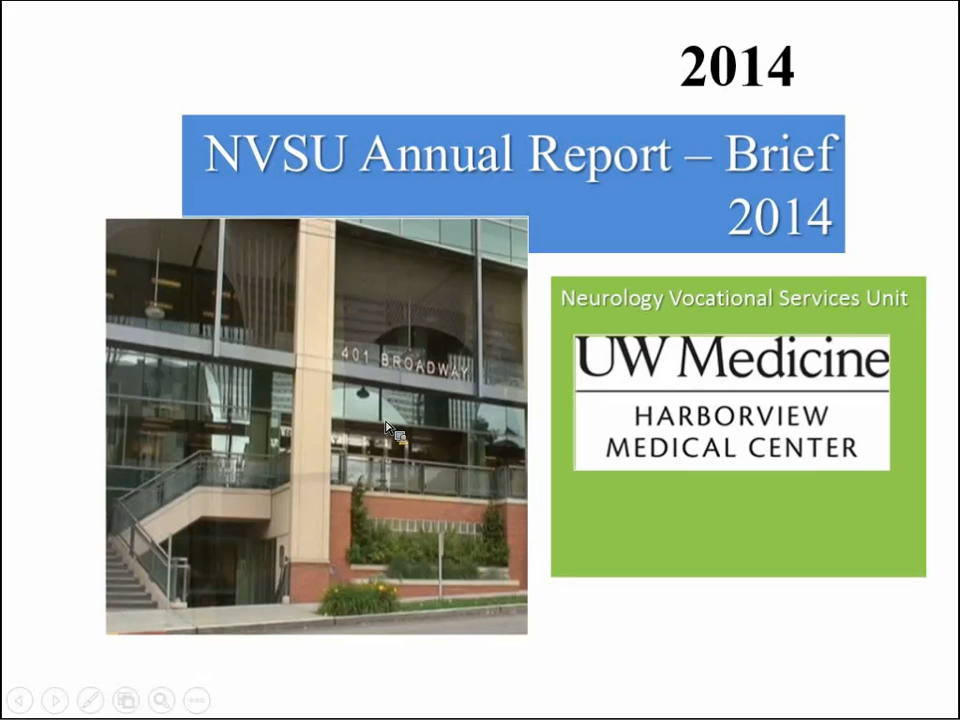 2014
NVSU Annual Report – Brief
2014
401 BROADWAY
Neurology Vocational Services Unit
UW Medicine
HARBORVIEW
MEDICAL CENTER